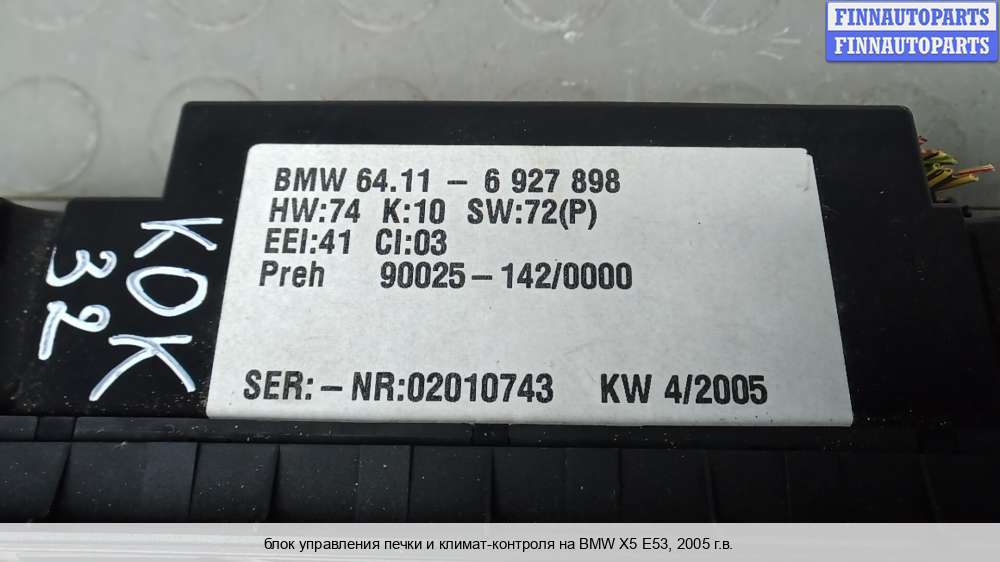 FINNAUTOPARTS
FINNAUTOPARTS
BMW 64.11 – 6 927 898
HW:74 K:10 SW:72(P)
EEI:41 CI:03
Preh 90025–142/0000
SER:–NR:02010743 KW 4/2005
КОК
32
блок управления печки и климат-контроля на BMW X5 E53, 2005 г.в.